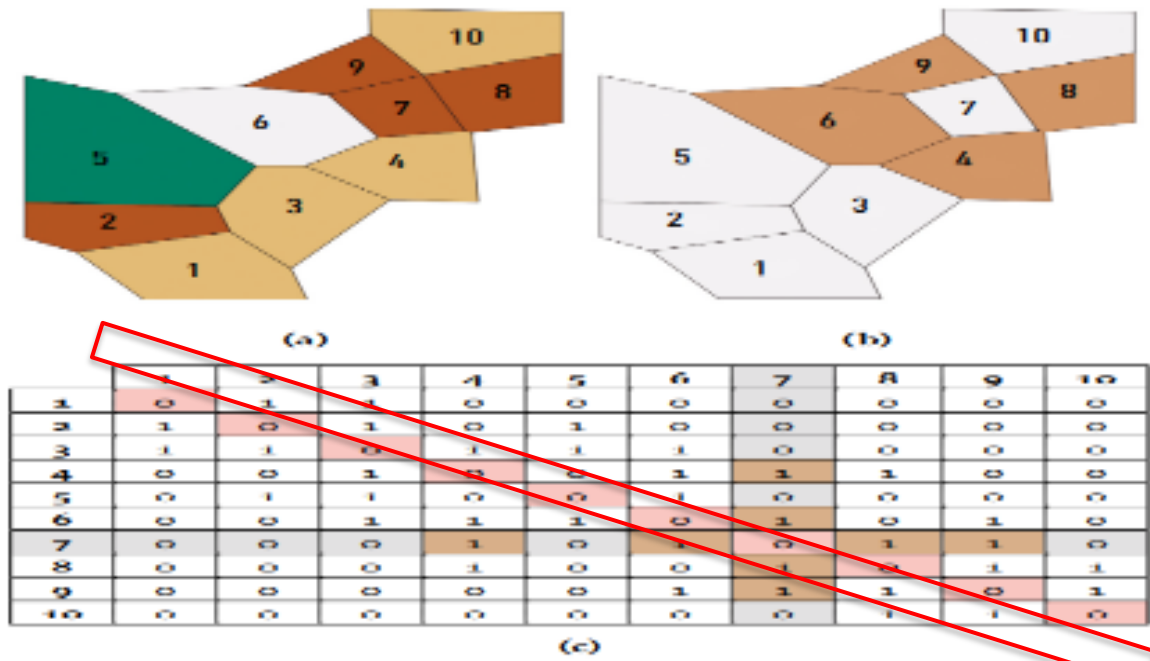 10
9
8
7
6
5
4
3
2
1
10
9
8
7
6
5
4
3
2
1
(a) (b)
1 2 3 4 5 6 7 8 9 10
1 0 1 1 0 0 0 0 0 0 0
2 1 0 1 0 1 0 0 0 0 0
3 1 1 0 1 1 1 0 0 0 0
4 0 0 1 0 0 1 1 1 0 0
5 0 1 1 0 0 1 0 0 0 0
6 0 0 1 1 1 0 1 0 1 0
7 0 0 0 1 0 1 0 1 1 0
8 0 0 0 1 0 0 1 0 1 1
9 0 0 0 0 0 1 1 1 0 1
10 0 0 0 0 0 0 0 1 1 0
(c)